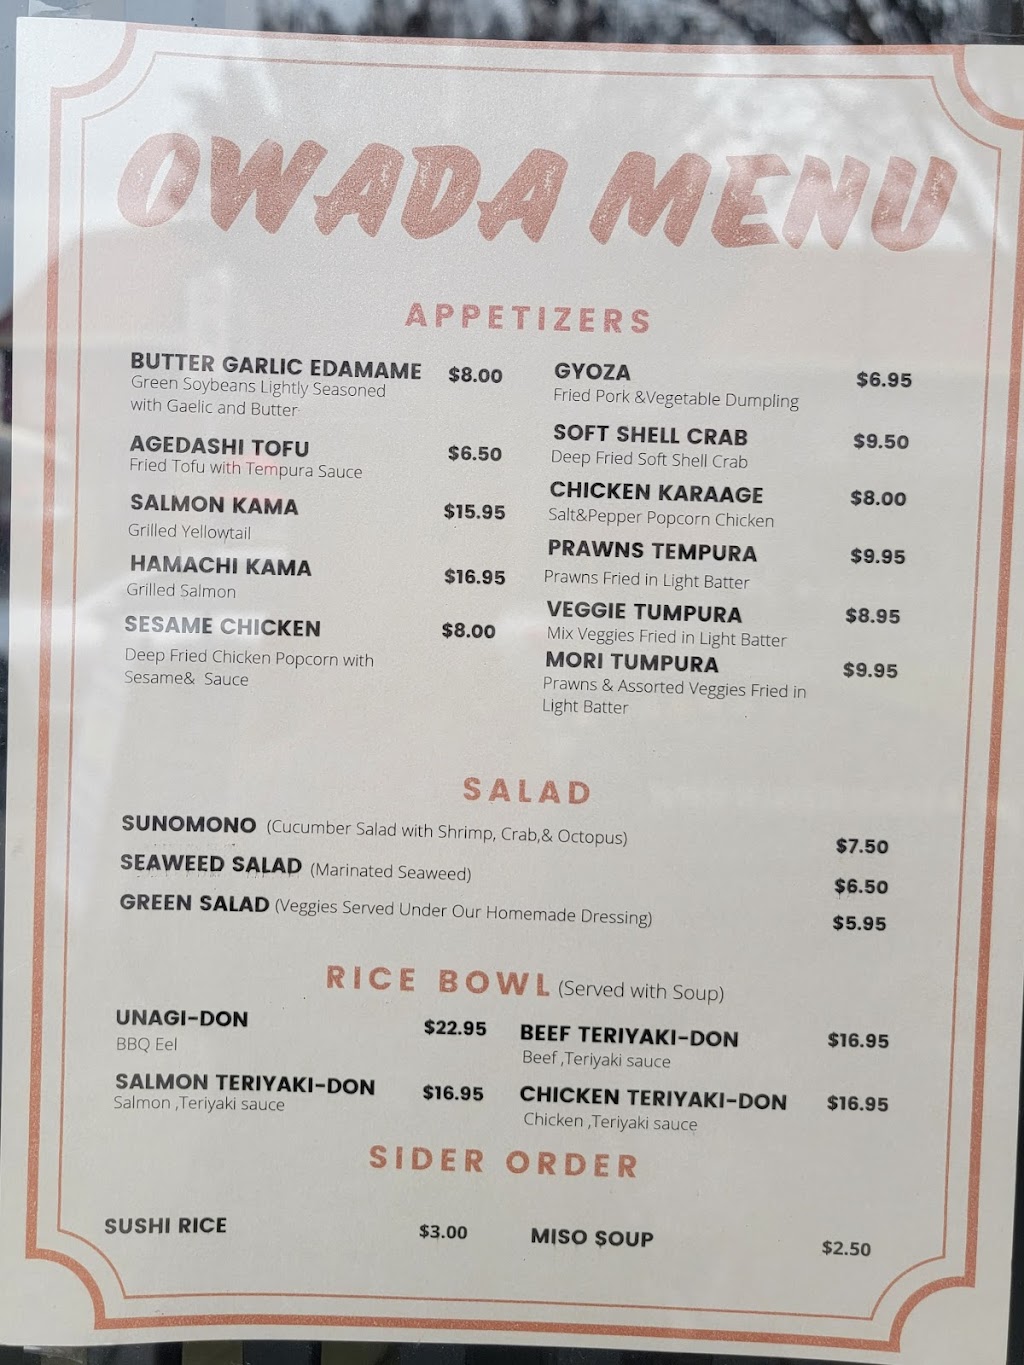 OWADA MENU
APPETIZERS
BUTTER GARLIC EDAMAME $8.00
Green Soybeans Lightly Seasoned
with Gaelic and Butter
AGEDASHI TOFU $6.50
Fried Tofu with Tempura Sauce
SALMON KAMA $15.95
Grilled Yellowtail
HAMACHI KAMA $16.95
Grilled Salmon
SESAME CHICKEN $8.00
Deep Fried Chicken Popcorn with
Sesame& Sauce
GYOZA $6.95
Fried Pork &Vegetable Dumpling
SOFT SHELL CRAB $9.50
Deep Fried Soft Shell Crab
CHICKEN KARAAGE $8.00
Salt&Pepper Popcorn Chicken
PRAWNS TEMPURA $9.95
Prawns Fried in Light Batter
VEGGIE TUMPURA $8.95
Mix Veggies Fried in Light Batter
MORI TUMPURA $9.95
Prawns & Assorted Veggies Fried in
Light Batter
SALAD
SUNOMONO (Cucumber Salad with Shrimp, Crab,& Octopus) $7.50
SEAWEED SALAD (Marinated Seaweed) $6.50
GREEN SALAD (Veggies Served Under Our Homemade Dressing) $5.95
RICE BOWL (Served with Soup)
UNAGI-DON $22.95
BBQ Eel
SALMON TERIYAKI-DON $16.95
Salmon ,Teriyaki sauce
BEEF TERIYAKI-DON $16.95
Beef ,Teriyaki sauce
CHICKEN TERIYAKI-DON $16.95
Chicken ,Teriyaki sauce
SIDER ORDER
SUSHI RICE $3.00
MISO SOUP $2.50